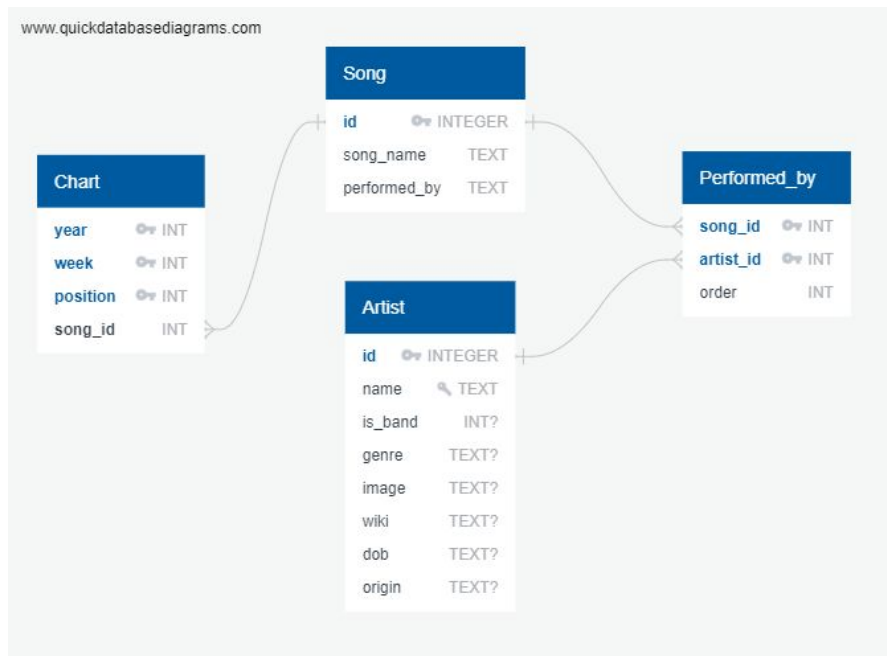 www.quickdatabasediagrams.com
Song
id INTEGER
song_name TEXT
performed_by TEXT
Chart
year INT
week INT
position INT
song_id INT
Performed_by
song_id INT
artist_id INT
order INT
Artist
id INTEGER
name TEXT
is_band INT?
genre TEXT?
image TEXT?
wiki TEXT?
dob TEXT?
origin TEXT?